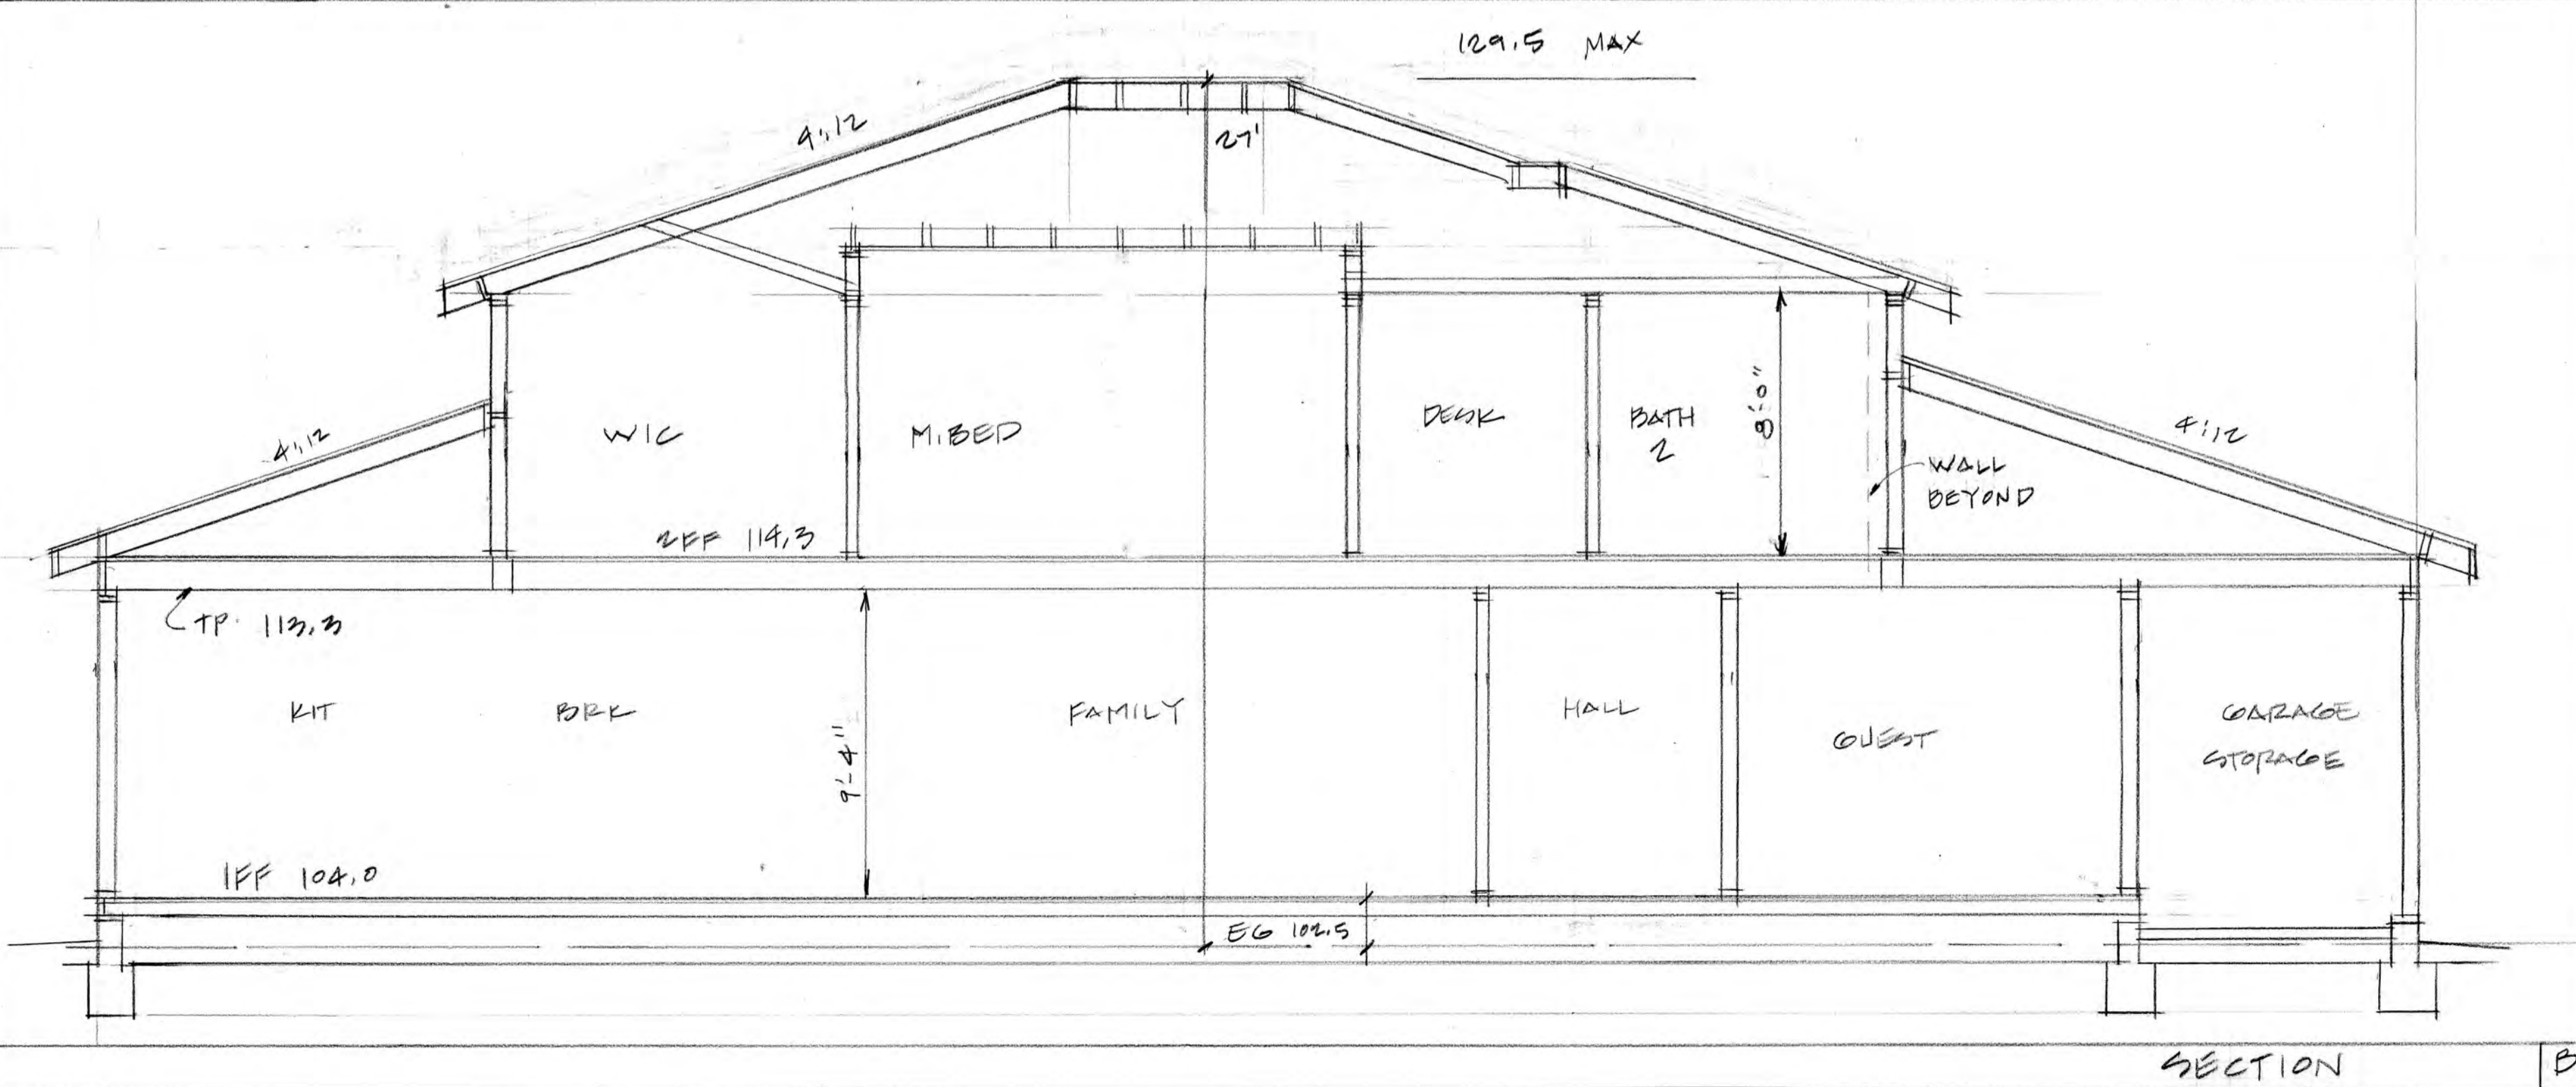 129.5 MAX
4:12
27'
4:12
4:12
WIC
M.BED
DESK
BATH
2
8'-0"
WALL
BEYOND
2FF 114.3
TP. 113.3
KIT
BRK
9'-4"
FAMILY
HALL
GUEST
GARAGE
STORAGE
1FF 104.0
EG 102.5
SECTION
B